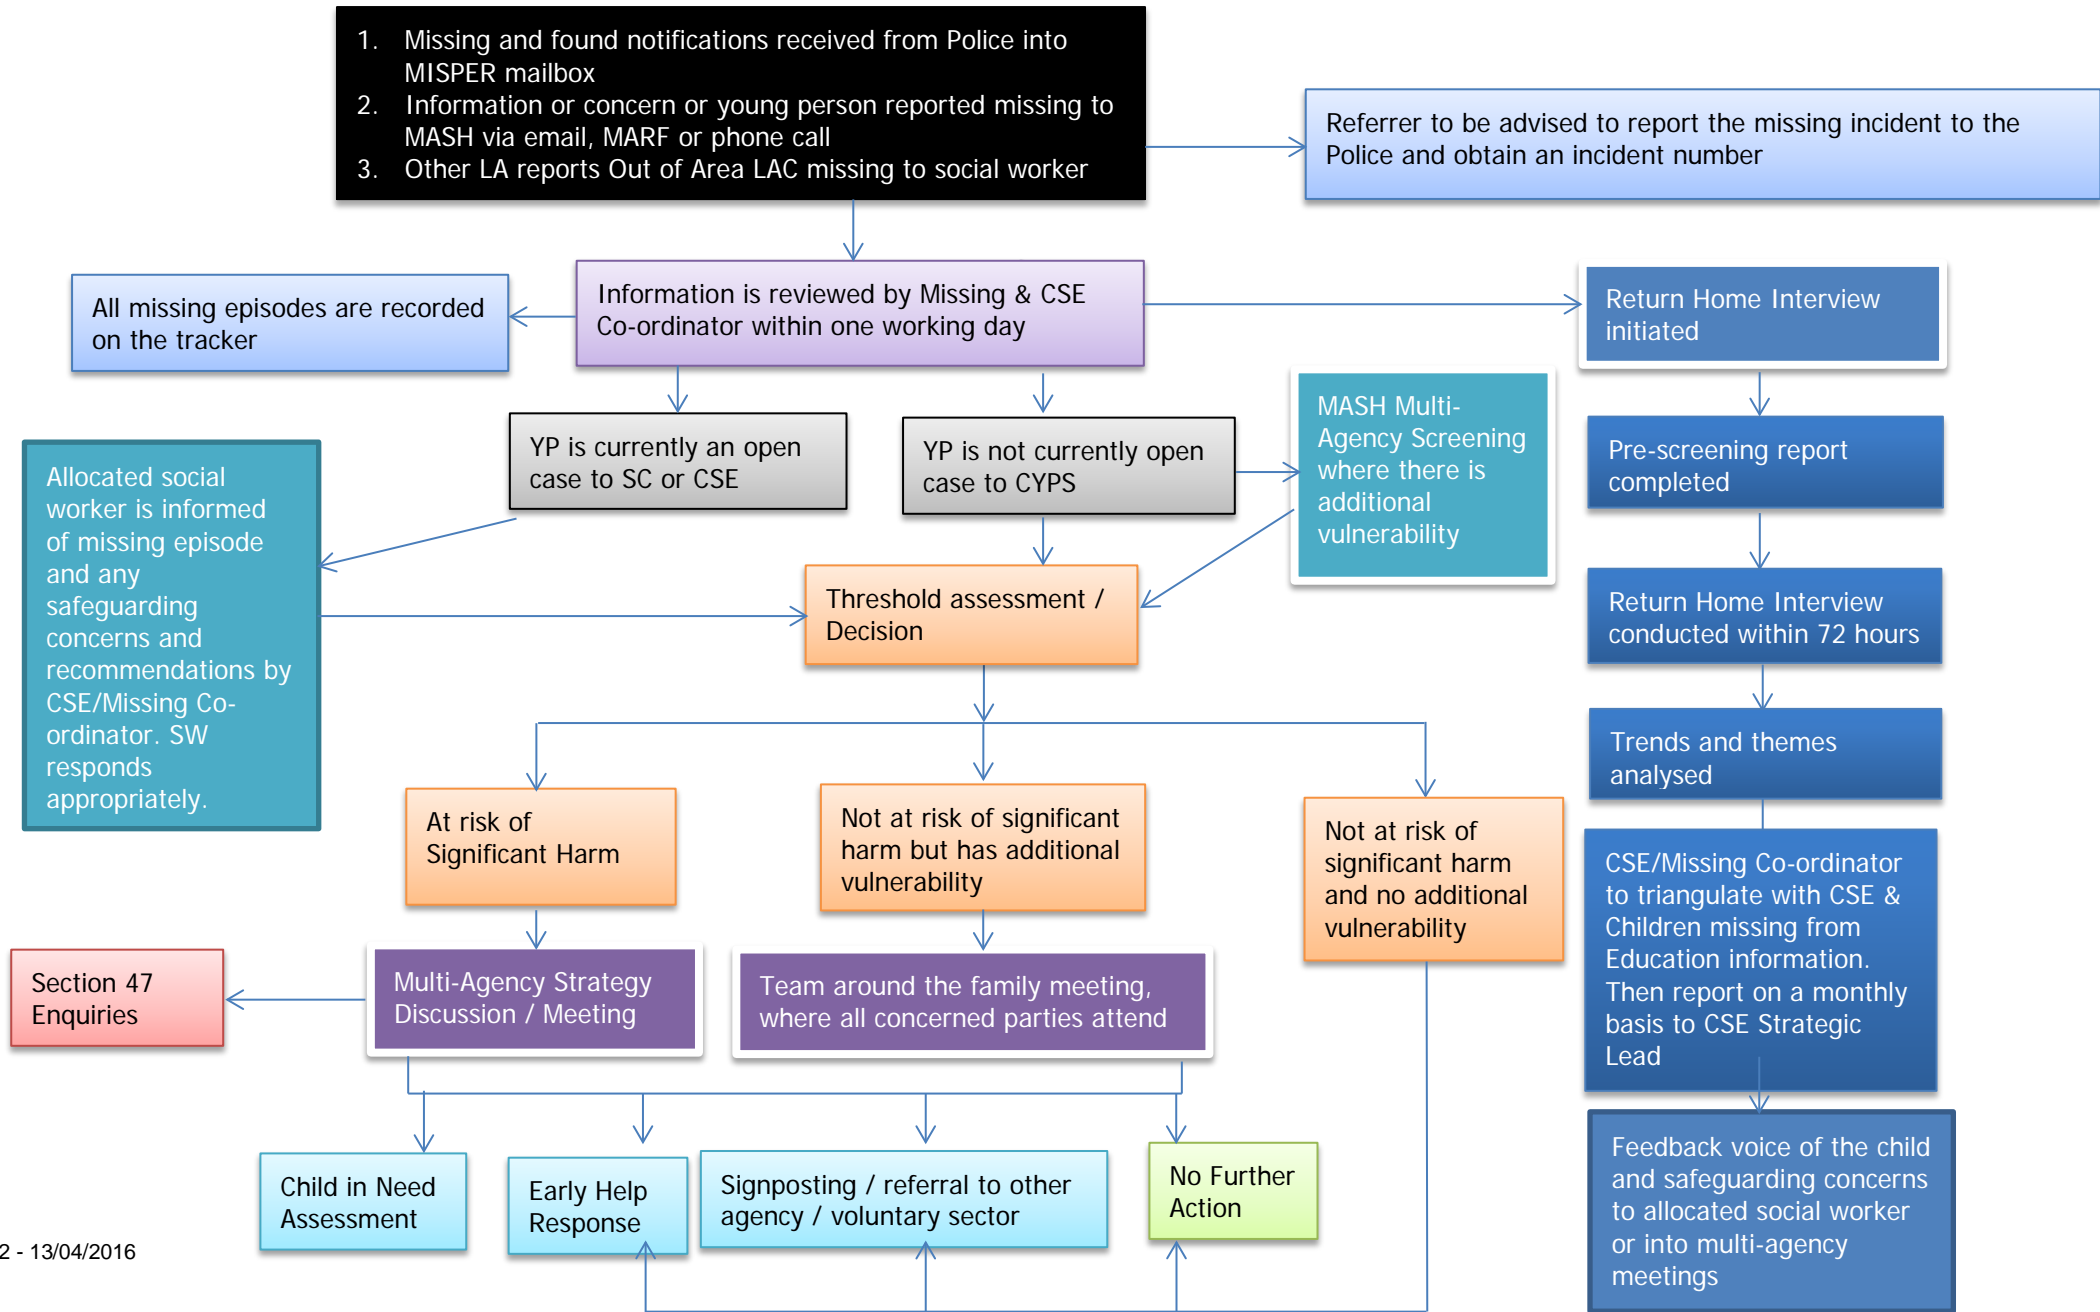 1. Missing and found notifications received from Police into
MISPER mailbox
2. Information or concern or young person reported missing to
MASH via email, MARF or phone call
3. Other LA reports Out of Area LAC missing to social worker
Referrer to be advised to report the missing incident to the
Police and obtain an incident number
All missing episodes are recorded
on the tracker
Information is reviewed by Missing & CSE
Co-ordinator within one working day
Return Home Interview
initiated
YP is currently an open
case to SC or CSE
YP is not currently open
case to CYPS
MASH Multi-
Agency Screening
where there is
additional
vulnerability
Pre-screening report
completed
Allocated social
worker is informed
of missing episode
and any
safeguarding
concerns and
recommendations by
CSE/Missing Co-
ordinator. SW
responds
appropriately.
Threshold assessment /
Decision
Return Home Interview
conducted within 72 hours
Trends and themes
analysed
At risk of
Significant Harm
Not at risk of significant
harm but has additional
vulnerability
Not at risk of
significant harm
and no additional
vulnerability
CSE/Missing Co-ordinator
to triangulate with CSE &
Children missing from
Education information.
Then report on a monthly
basis to CSE Strategic
Lead
Section 47
Enquiries
Multi-Agency Strategy
Discussion / Meeting
Team around the family meeting,
where all concerned parties attend
Child in Need
Assessment
Early Help
Response
Signposting / referral to other
agency / voluntary sector
No Further
Action
Feedback voice of the child
and safeguarding concerns
to allocated social worker
or into multi-agency
meetings
2 - 13/04/2016